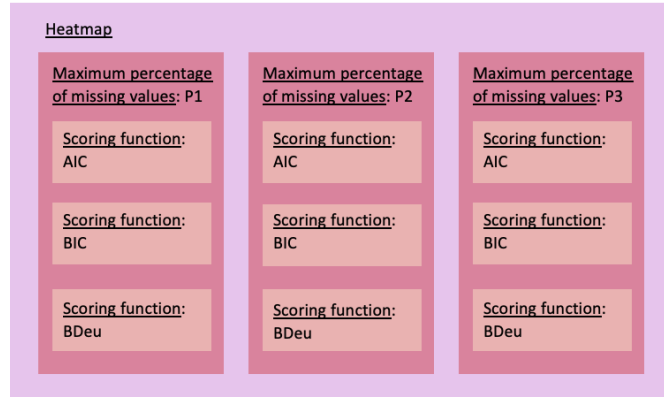 Heatmap
Maximum percentage
of missing values: P1
Scoring function:
AIC
Scoring function:
BIC
Scoring function:
BDeu
Maximum percentage
of missing values: P2
Scoring function:
AIC
Scoring function:
BIC
Scoring function:
BDeu
Maximum percentage
of missing values: P3
Scoring function:
AIC
Scoring function:
BIC
Scoring function:
BDeu